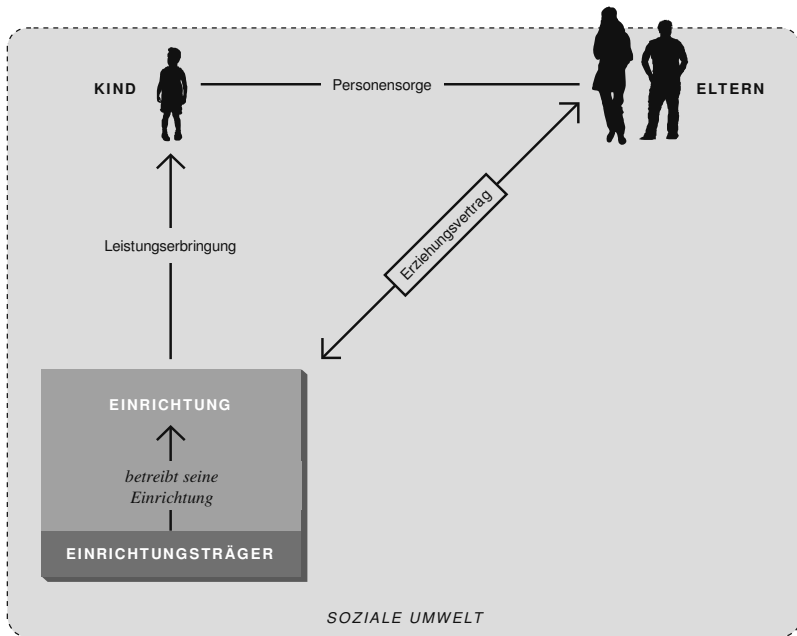 KIND
Personensorge
ELTERN
Erziehungsvertrag
Leistungserbringung
EINRICHTUNG
betreibt seine
Einrichtung
EINRICHTUNGSTRÄGER
SOZIALE UMWELT